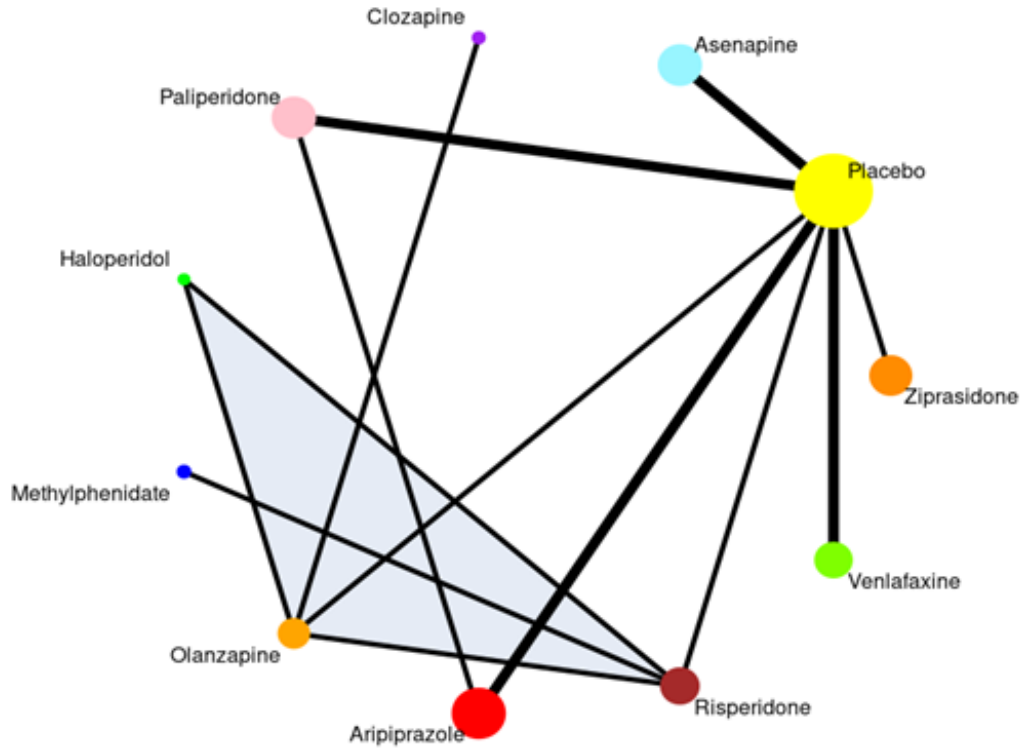 Clozapine
Asenapine
Paliperidone
Placebo
Haloperidol
Ziprasidone
Methylphenidate
Venlafaxine
Olanzapine
Risperidone
Aripiprazole